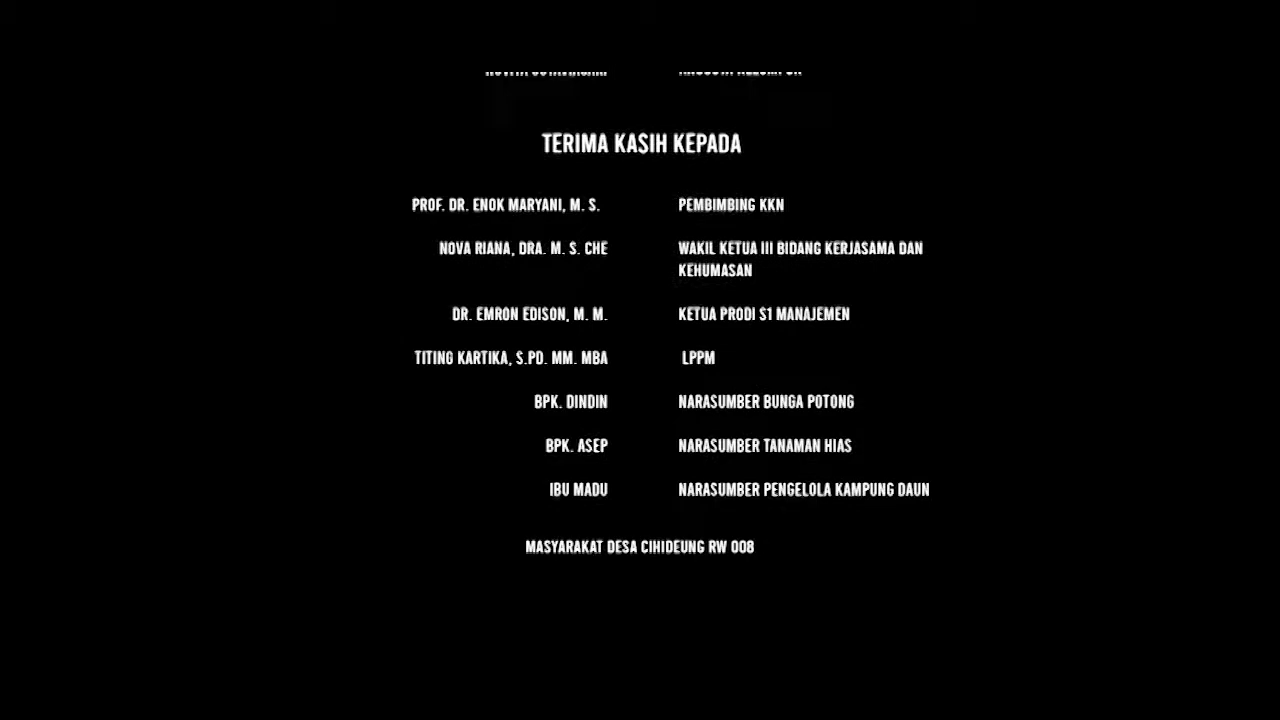 TERIMA KASIH KEPADA
PROF. DR. ENOK MARYANI, M. S. PEMBIMBING KKN
NOVA RIANA, DRA. M. S. CHE WAKIL KETUA III BIDANG KERJASAMA DAN
KEHUMASAN
DR. EMRON EDISON, M. M. KETUA PRODI S1 MANAJEMEN
TITING KARTIKA, S.PD. MM. MBA LPPM
BPK. DINDIN NARASUMBER BUNGA POTONG
BPK. ASEP NARASUMBER TANAMAN HIAS
IBU MADU NARASUMBER PENGELOLA KAMPUNG DAUN
MASYARAKAT DESA CIHIDEUNG RW 008